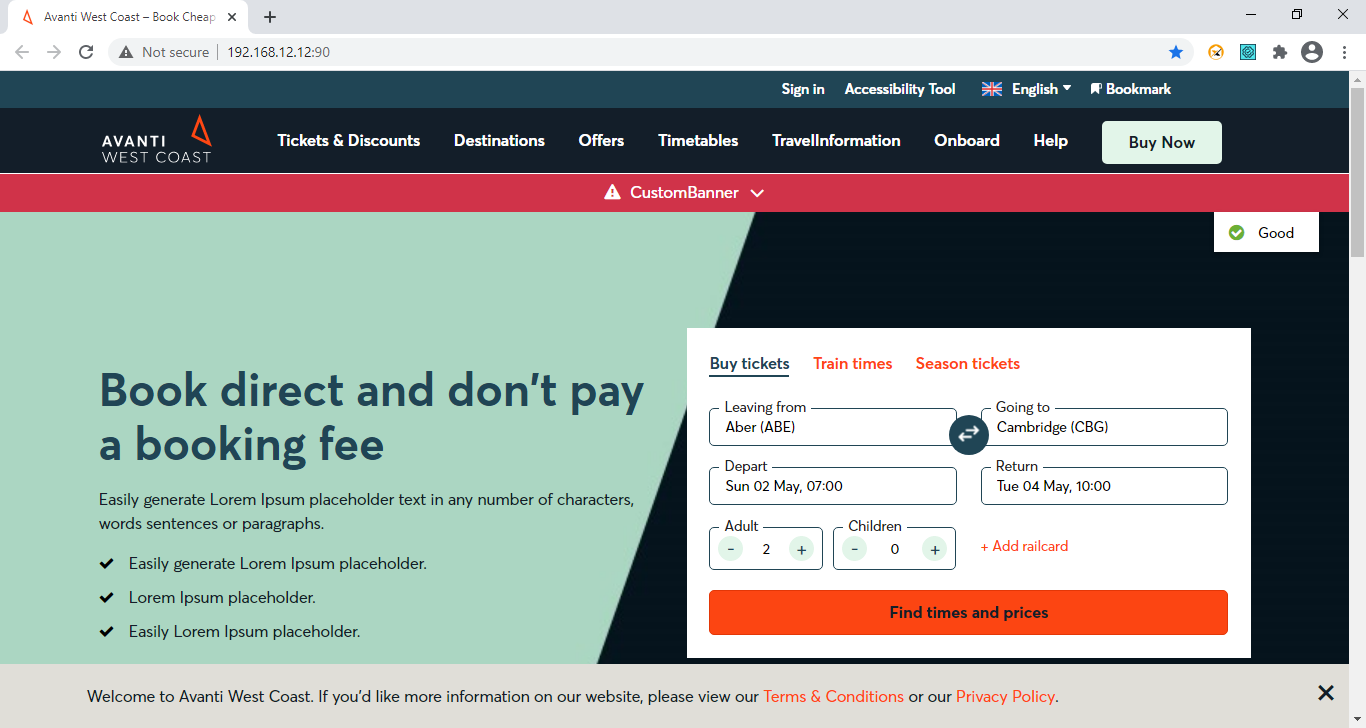 Avanti West Coast – Book Cheap
Not secure 192.168.12.12:90
Sign in Accessibility Tool English Bookmark
AVANTI
WEST COAST
Tickets & Discounts Destinations Offers Timetables TravelInformation Onboard Help Buy Now
CustomBanner
Good
Book direct and don't pay
a booking fee
Easily generate Lorem Ipsum placeholder text in any number of characters,
words sentences or paragraphs.
Easily generate Lorem Ipsum placeholder.
Lorem Ipsum placeholder.
Easily Lorem Ipsum placeholder.
Buy tickets Train times Season tickets
Leaving from Going to
Aber (ABE) Cambridge (CBG)
Depart Return
Sun 02 May, 07:00 Tue 04 May, 10:00
Adult Children
- 2 + - 0 + + Add railcard
Find times and prices
Welcome to Avanti West Coast. If you'd like more information on our website, please view our Terms & Conditions or our Privacy Policy.